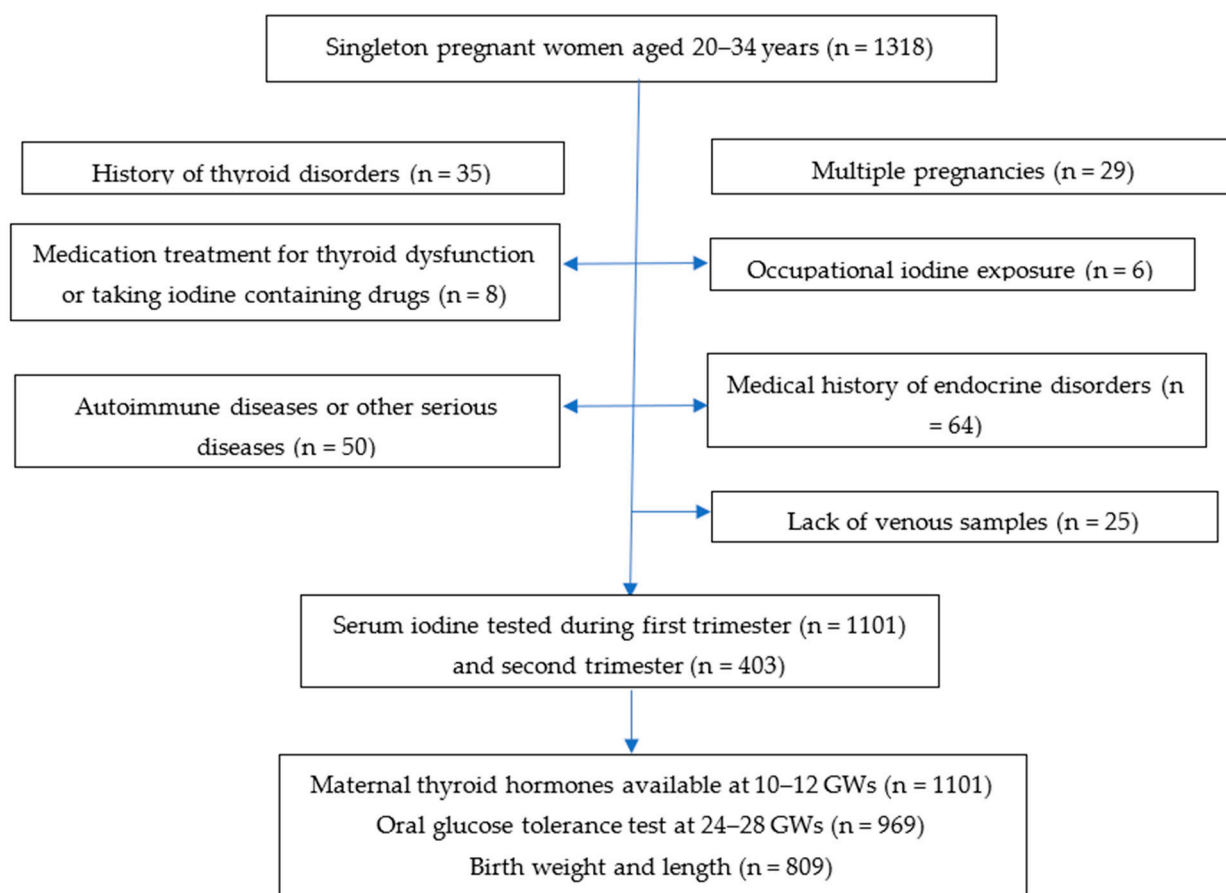 Singleton pregnant women aged 20–34 years (n = 1318)
History of thyroid disorders (n = 35)
Multiple pregnancies (n = 29)
Medication treatment for thyroid dysfunction
or taking iodine containing drugs (n = 8)
Occupational iodine exposure (n = 6)
Autoimmune diseases or other serious
diseases (n = 50)
Medical history of endocrine disorders (n
= 64)
Lack of venous samples (n = 25)
Serum iodine tested during first trimester (n = 1101)
and second trimester (n = 403)
Maternal thyroid hormones available at 10–12 GWs (n = 1101)
Oral glucose tolerance test at 24–28 GWs (n = 969)
Birth weight and length (n = 809)